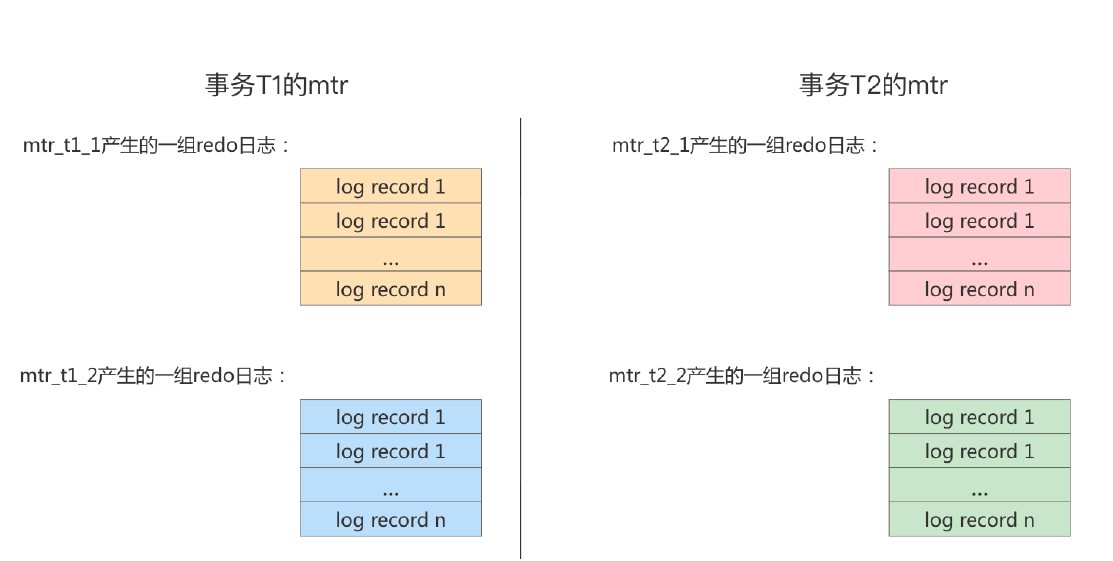 事务T1的mtr
mtr_t1_1产生的一组redo日志：
log record 1
log record 1
...
log record n
mtr_t1_2产生的一组redo日志：
log record 1
log record 1
...
log record n
事务T2的mtr
mtr_t2_1产生的一组redo日志：
log record 1
log record 1
...
log record n
mtr_t2_2产生的一组redo日志：
log record 1
log record 1
...
log record n